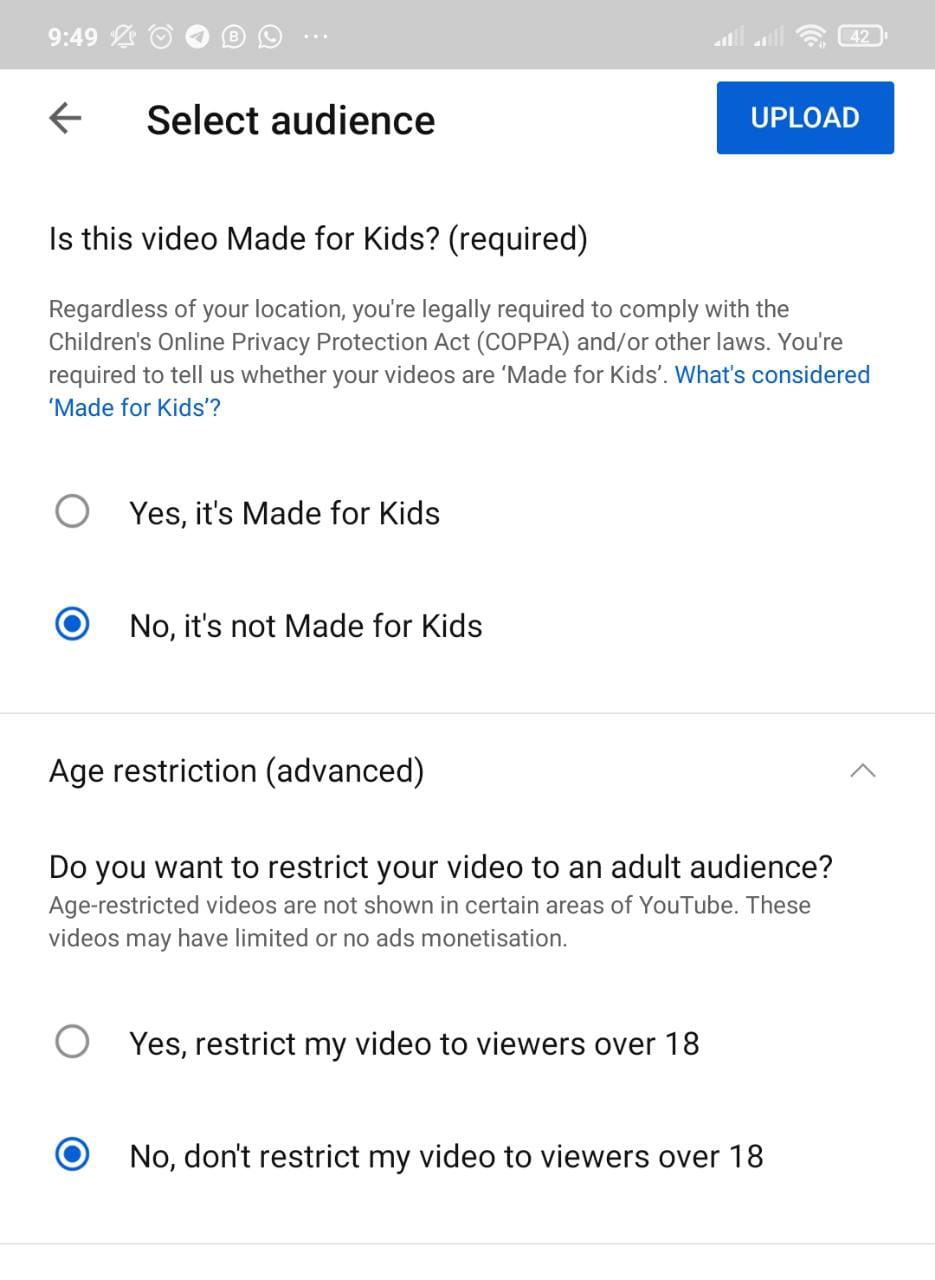 9:49
B
42
Select audience
UPLOAD
Is this video Made for Kids? (required)
Regardless of your location, you're legally required to comply with the
Children's Online Privacy Protection Act (COPPA) and/or other laws. You're
required to tell us whether your videos are ‘Made for Kids’. What's considered
‘Made for Kids’?
Yes, it's Made for Kids
No, it's not Made for Kids
Age restriction (advanced)
Do you want to restrict your video to an adult audience?
Age-restricted videos are not shown in certain areas of YouTube. These
videos may have limited or no ads monetisation.
Yes, restrict my video to viewers over 18
No, don't restrict my video to viewers over 18